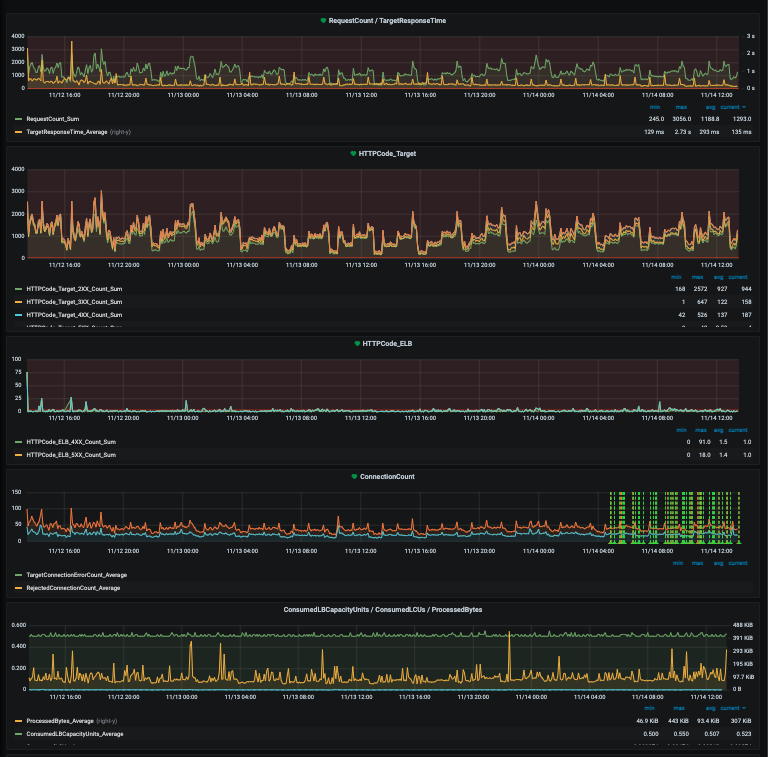 RequestCount / TargetResponseTime
4000 3 s
3000 2 s
2000
1000 1 s
0 0 s
11/12 16:00 11/12 20:00 11/13 00:00 11/13 04:00 11/13 08:00 11/13 12:00 11/13 16:00 11/13 20:00 11/14 00:00 11/14 04:00 11/14 08:00 11/14 12:00
min max avg current
RequestCount_Sum 245.0 3056.0 1188.8 1293.0
TargetResponseTime_Average (right-y) 129 ms 2.73 s 293 ms 135 ms
HTTPCode_Target
4000
3000
2000
1000
0
11/12 16:00 11/12 20:00 11/13 00:00 11/13 04:00 11/13 08:00 11/13 12:00 11/13 16:00 11/13 20:00 11/14 00:00 11/14 04:00 11/14 08:00 11/14 12:00
min max avg current
HTTPCode_Target_2XX_Count_Sum 168 2572 927 944
HTTPCode_Target_3XX_Count_Sum 1 647 122 158
HTTPCode_Target_4XX_Count_Sum 42 526 137 187
HTTPCode_ELB
100
75
50
25
0
11/12 16:00 11/12 20:00 11/13 00:00 11/13 04:00 11/13 08:00 11/13 12:00 11/13 16:00 11/13 20:00 11/14 00:00 11/14 04:00 11/14 08:00 11/14 12:00
min max avg current
HTTPCode_ELB_4XX_Count_Sum 0 91.0 1.5 1.0
HTTPCode_ELB_5XX_Count_Sum 0 18.0 1.4 1.0
ConnectionCount
150
100
50
0
11/12 16:00 11/12 20:00 11/13 00:00 11/13 04:00 11/13 08:00 11/13 12:00 11/13 16:00 11/13 20:00 11/14 00:00 11/14 04:00 11/14 08:00 11/14 12:00
min max avg current
TargetConnectionErrorCount_Average
RejectedConnectionCount_Average
ConsumedLBCapacityUnits / ConsumedLCUs / ProcessedBytes
0.600 488 KiB
391 KiB
0.400 293 KiB
0.200 195 KiB
97.7 KiB
0 0 B
11/12 16:00 11/12 20:00 11/13 00:00 11/13 04:00 11/13 08:00 11/13 12:00 11/13 16:00 11/13 20:00 11/14 00:00 11/14 04:00 11/14 08:00 11/14 12:00
min max avg current
ProcessedBytes_Average (right-y) 46.9 KiB 443 KiB 93.4 KiB 307 KiB
ConsumedLBCapacityUnits_Average 0.500 0.550 0.507 0.523